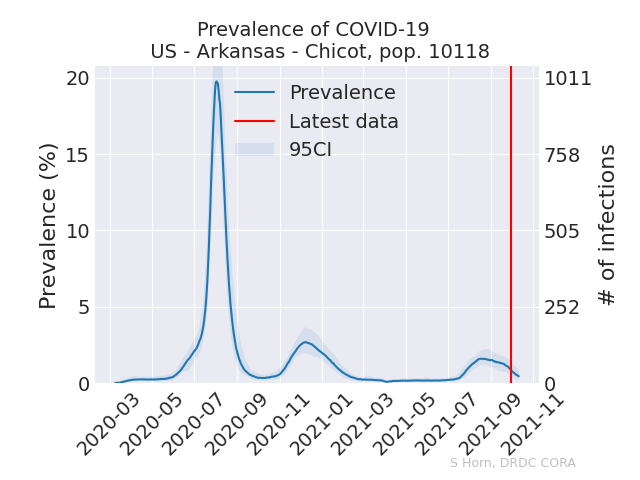 Prevalence of COVID-19
US - Arkansas - Chicot, pop. 10118
Prevalence (%)
20
15
10
5
0
Prevalence
Latest data
95CI
1011
758
505
252
0
# of infections
2020-03
2020-05
2020-07
2020-09
2020-11
2021-01
2021-03
2021-05
2021-07
2021-09
2021-11
S Horn, DRDC CORA